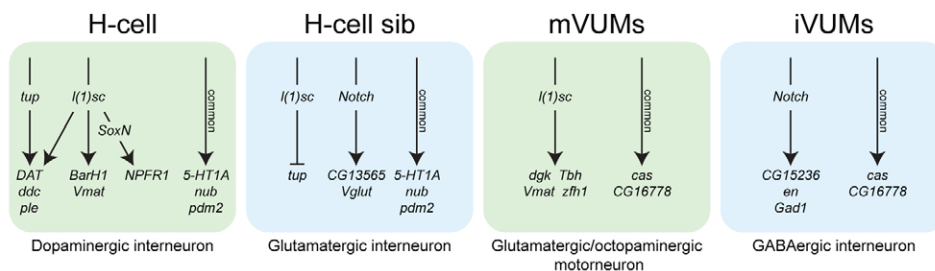 H-cell
tup
l(1)sc
SoxN
common
DAT
ddc
ple
BarH1
Vmat
NPFR1
5-HT1A
nub
pdm2
Dopaminergic interneuron
H-cell sib
l(1)sc
Notch
common
tup
CG13565
Vglut
5-HT1A
nub
pdm2
Glutamatergic interneuron
mVUMs
l(1)sc
common
dgk Tbh
Vmat zfh1
cas
CG16778
Glutamatergic/octopaminergic
motorneuron
iVUMs
Notch
common
CG15236
en
Gad1
cas
CG16778
GABAergic interneuron